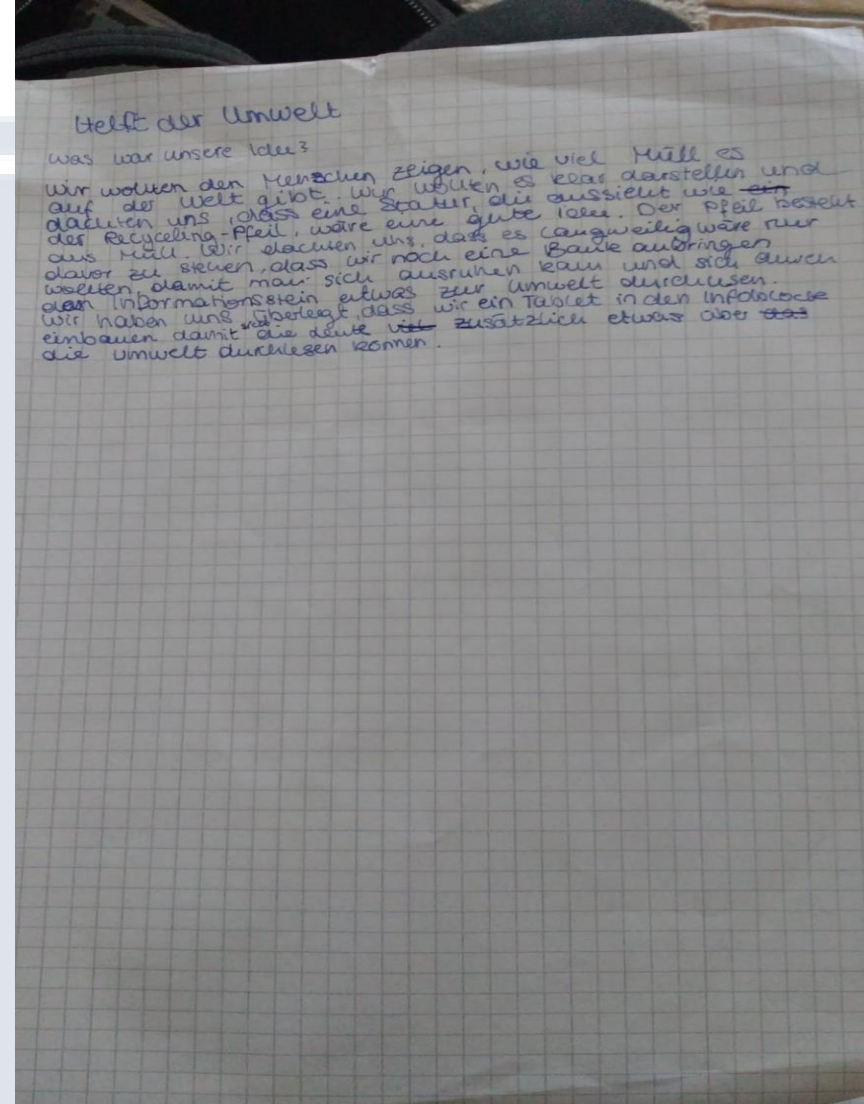 Helft der Umwelt
Was war unsere Idee?
Wir wollten den Menschen zeigen, wie viel Müll es
auf der Welt gibt. Wir wollten es klar darstellen und
dachten uns, dass eine Statur, die aussieht wie ein
der Recyceling-Pfeil, wäre eine gute Idee. Der Pfeil besteht
aus Müll. Wir dachten uns, dass es langweilig wäre nur
davor zu stehen, dass wir noch eine Bank anbringen
wollten, damit man sich ausruhen kann und sich durch
den Informationsstein etwas zur Umwelt durchlesen.
Wir haben uns überlegt, dass wir ein Tablet in den Infoblock
einbauen damit sich die Leute viel zusätzlich etwas über
die Umwelt durchlesen können.